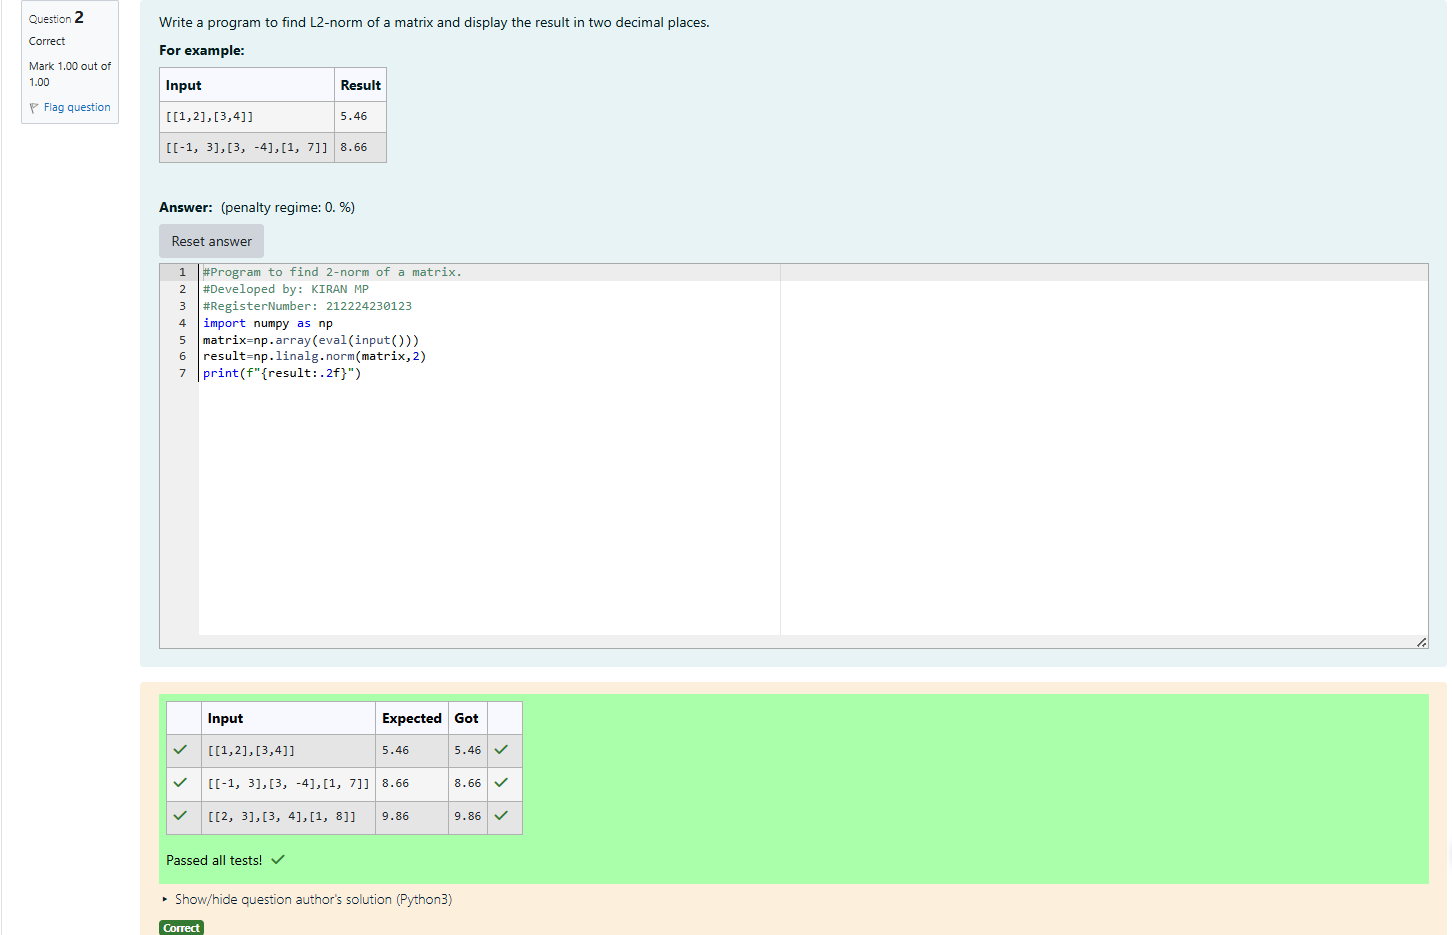 Question 2
Correct
Mark 1.00 out of
1.00
Flag question
Write a program to find L2-norm of a matrix and display the result in two decimal places.
For example:
Input Result
[[1,2],[3,4]] 5.46
[[-1, 3],[3, -4],[1, 7]] 8.66
Answer: (penalty regime: 0. %)
Reset answer
1 #Program to find 2-norm of a matrix.
2 #Developed by: KIRAN MP
3 #RegisterNumber: 212224230123
4 import numpy as np
5 matrix=np.array(eval(input()))
6 result=np.linalg.norm(matrix,2)
7 print(f"{result:.2f}")
Input Expected Got
[[1,2],[3,4]] 5.46 5.46
[[-1, 3],[3, -4],[1, 7]] 8.66 8.66
[[2, 3],[3, 4],[1, 8]] 9.86 9.86
Passed all tests!
Show/hide question author's solution (Python3)
Correct